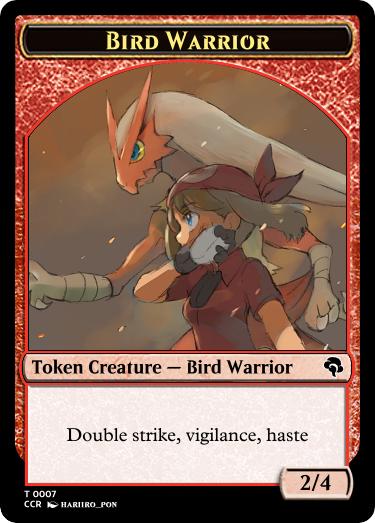 BIRD WARRIOR
Token Creature — Bird Warrior
Double strike, vigilance, haste
2/4
T 0007
CCR HARIIRO_PON